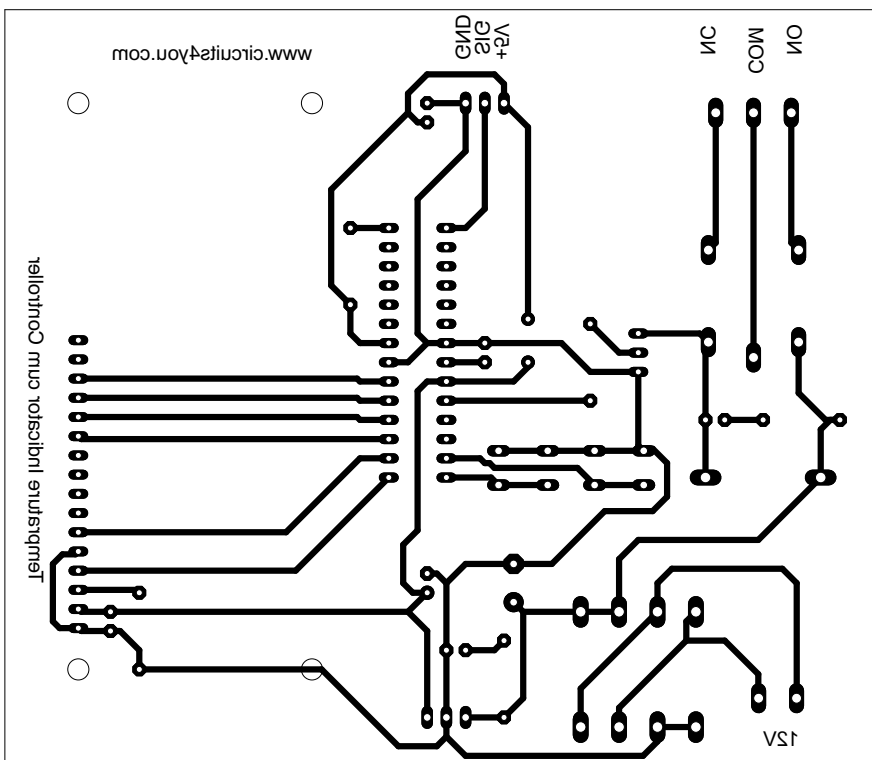 www.circuits4you.com
GND
SIG
+5V
NC
COM
NO
Temprature Indicator cum Controller
12V